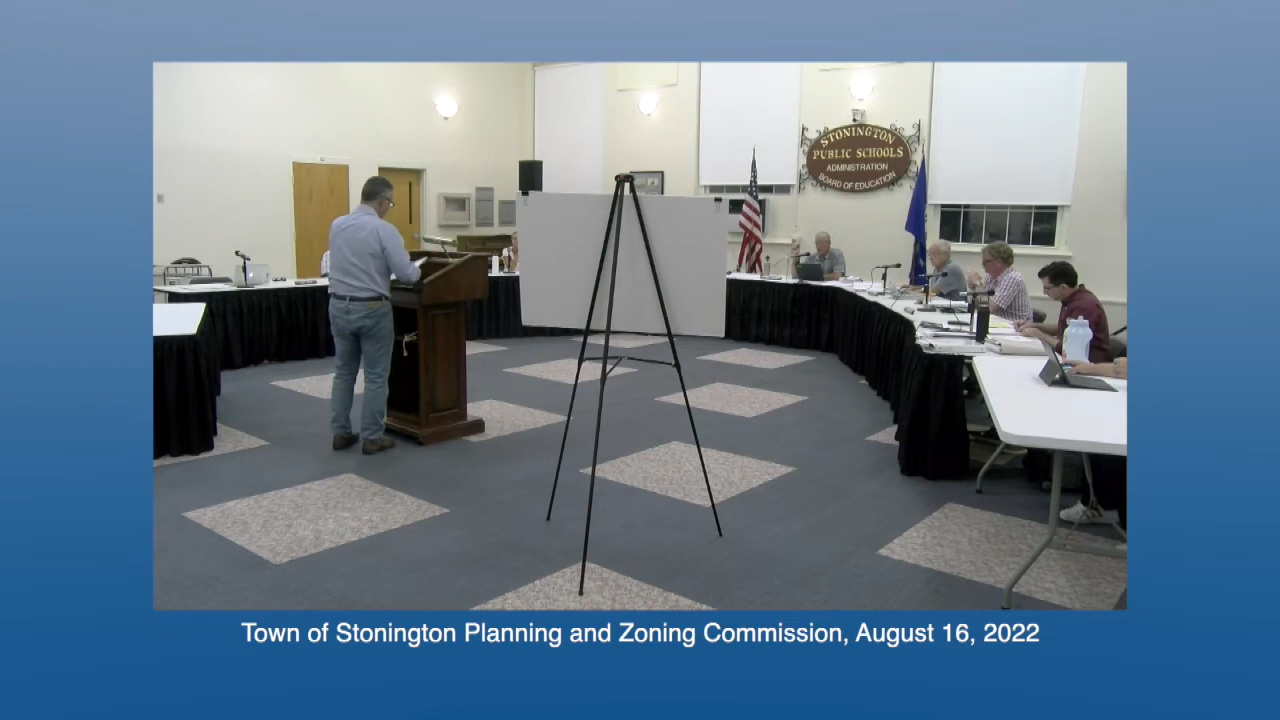 STONINGTON
PUBLIC SCHOOLS
ADMINISTRATION
BOARD OF EDUCATION
Town of Stonington Planning and Zoning Commission, August 16, 2022